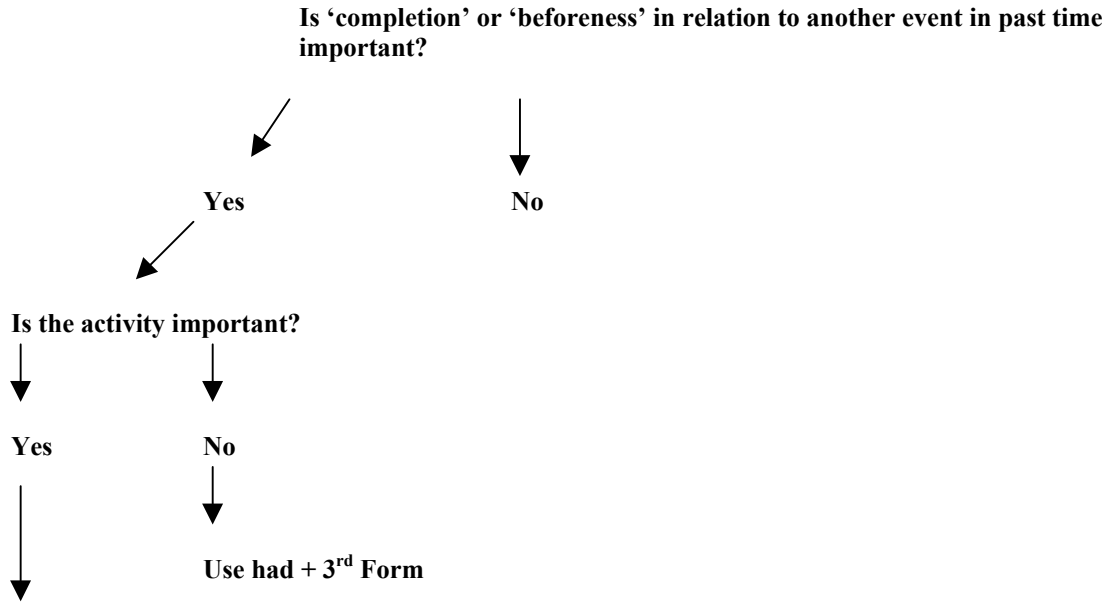 Is ‘completion’ or ‘beforeness’ in relation to another event in past time
important?
Yes
No
Is the activity important?
Yes
No
Use had + 3rd Form